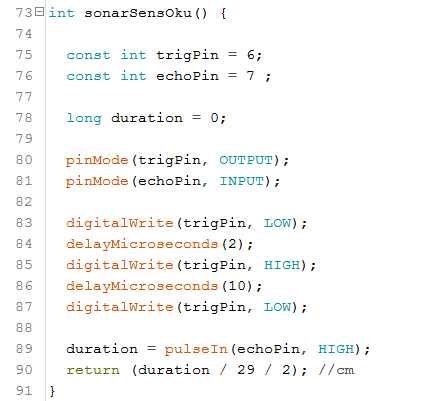 73 int sonarSensOku() {
74
75 const int trigPin = 6;
76 const int echoPin = 7 ;
77
78 long duration = 0;
79
80 pinMode(trigPin, OUTPUT);
81 pinMode(echoPin, INPUT);
82
83 digitalWrite(trigPin, LOW);
84 delayMicroseconds(2);
85 digitalWrite(trigPin, HIGH);
86 delayMicroseconds(10);
87 digitalWrite(trigPin, LOW);
88
89 duration = pulseIn(echoPin, HIGH);
90 return (duration / 29 / 2); //cm
91 }